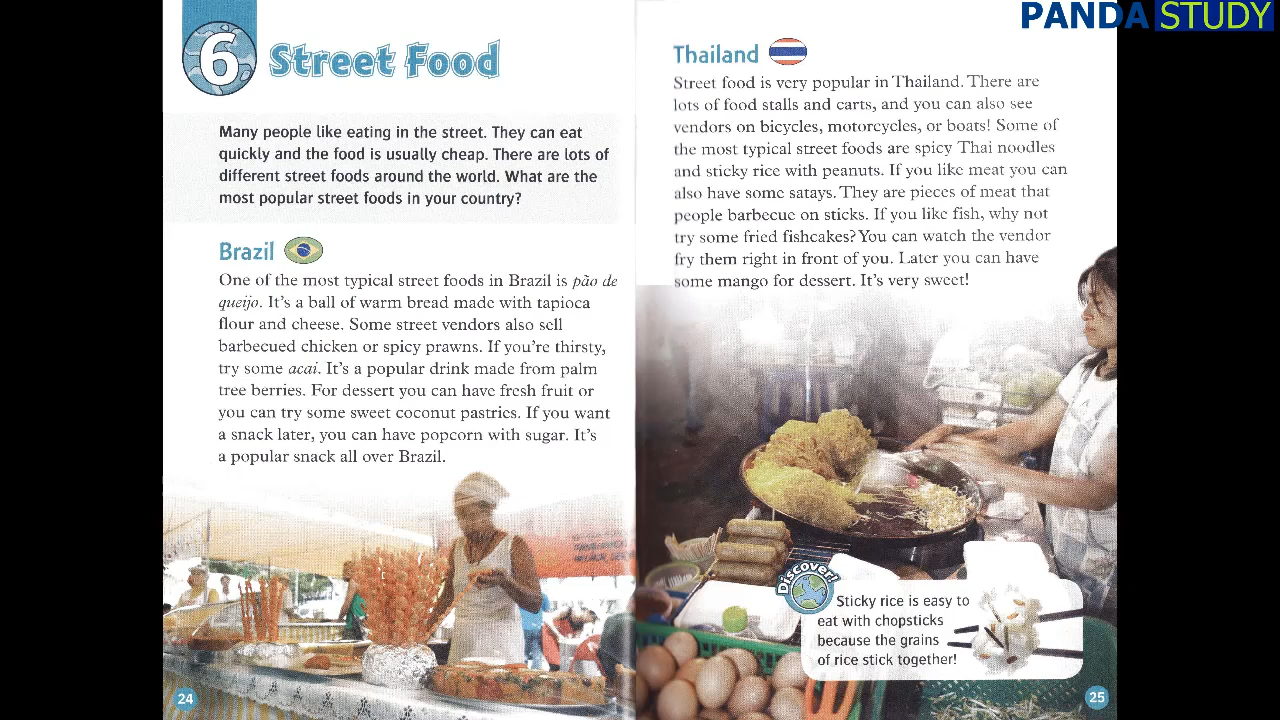 PANDA STUDY
6 Street Food
Many people like eating in the street. They can eat
quickly and the food is usually cheap. There are lots of
different street foods around the world. What are the
most popular street foods in your country?
Brazil
One of the most typical street foods in Brazil is pão de
queijo. It's a ball of warm bread made with tapioca
flour and cheese. Some street vendors also sell
barbecued chicken or spicy prawns. If you're thirsty,
try some acai. It's a popular drink made from palm
tree berries. For dessert you can have fresh fruit or
you can try some sweet coconut pastries. If you want
a snack later, you can have popcorn with sugar. It's
a popular snack all over Brazil.
24
Thailand
Street food is very popular in Thailand. There are
lots of food stalls and carts, and you can also see
vendors on bicycles, motorcycles, or boats! Some of
the most typical street foods are spicy Thai noodles
and sticky rice with peanuts. If you like meat you can
also have some satays. They are pieces of meat that
people barbecue on sticks. If you like fish, why not
try some fried fishcakes? You can watch the vendor
fry them right in front of you. Later you can have
some mango for dessert. It's very sweet!
Discover!
Sticky rice is easy to
eat with chopsticks
because the grains
of rice stick together!
25